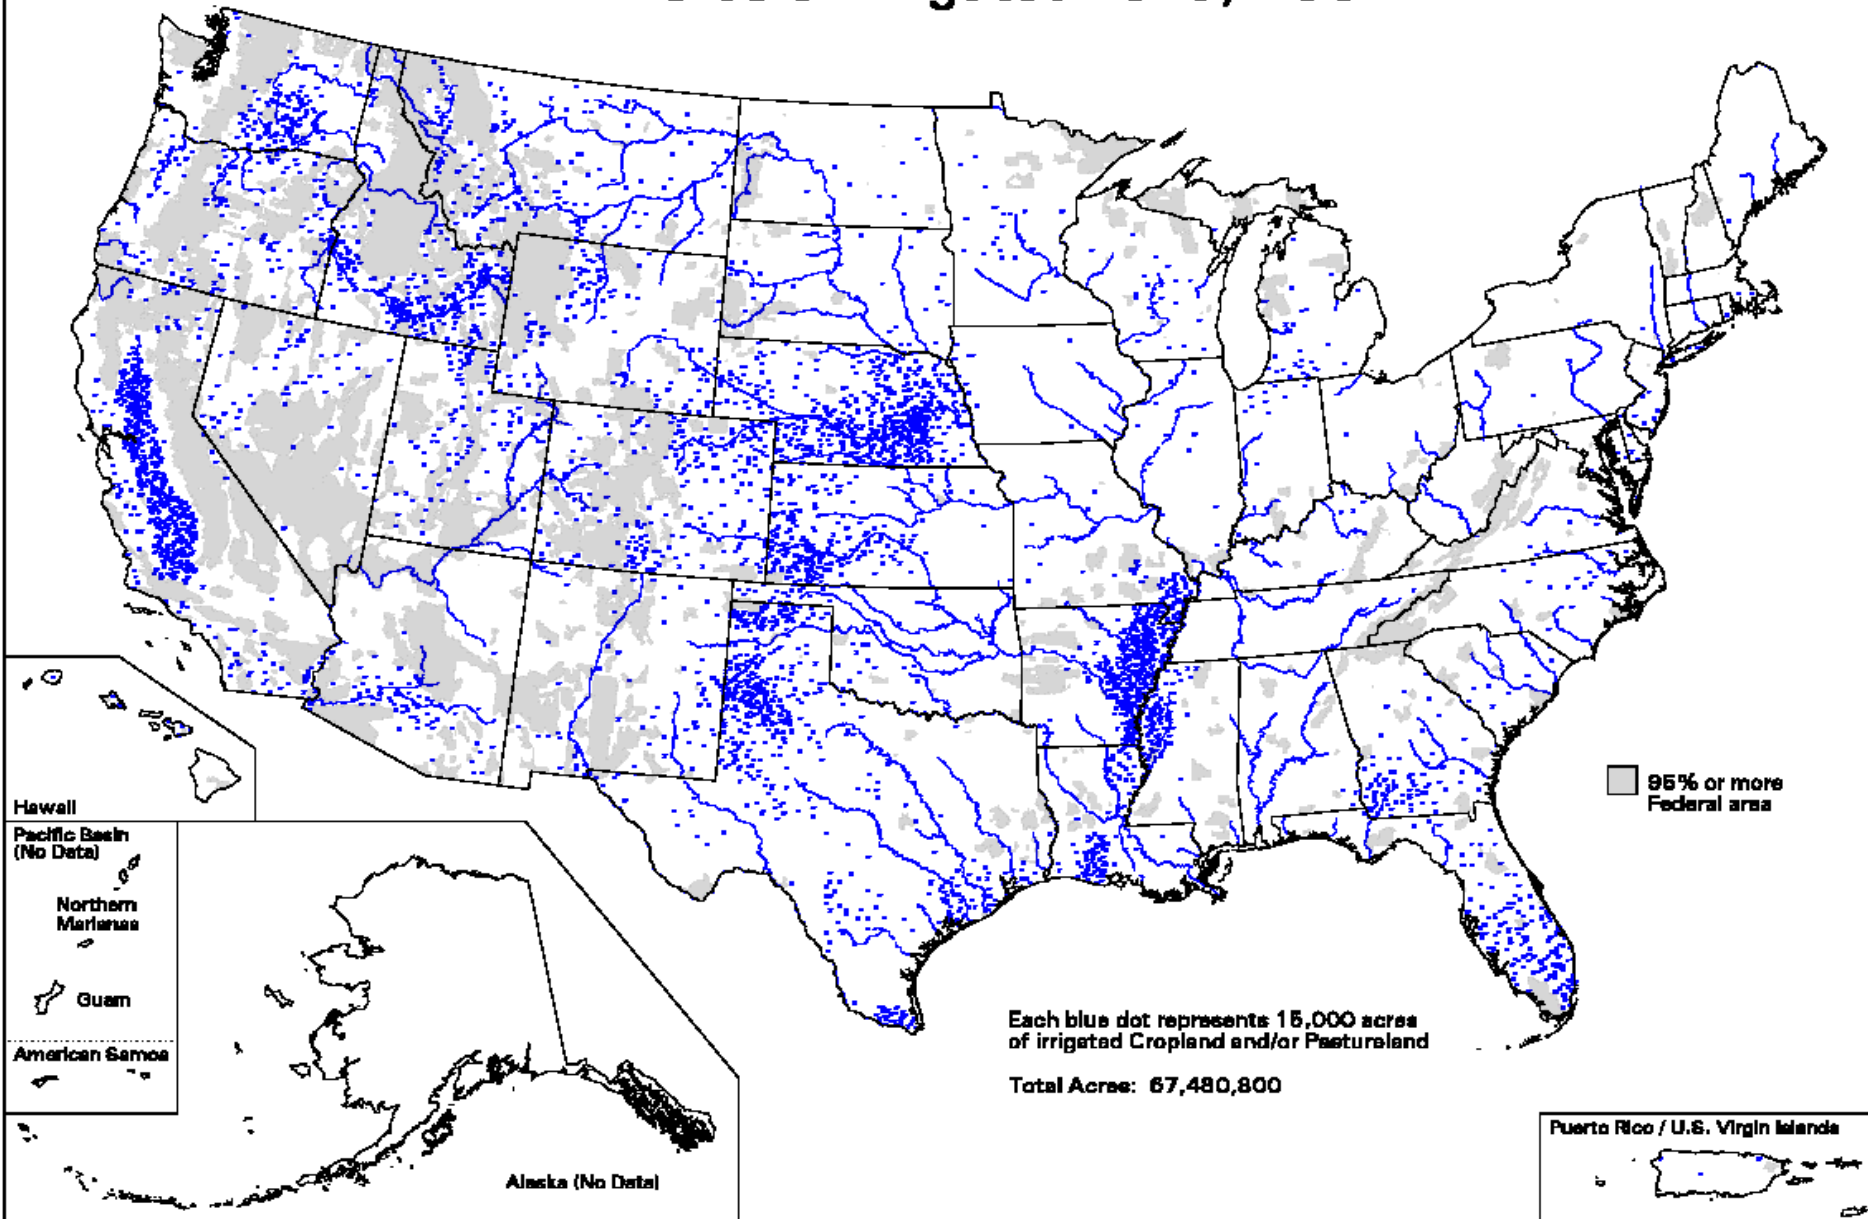 95% or more
Federal area
Hawaii
Pacific Basin
(No Data)
Northern
Marianas
Guam
American Samoa
Each blue dot represents 15,000 acres
of irrigated Cropland and/or Pastureland
Total Acres: 67,480,800
Alaska (No Data)
Puerto Rico / U.S. Virgin Islands